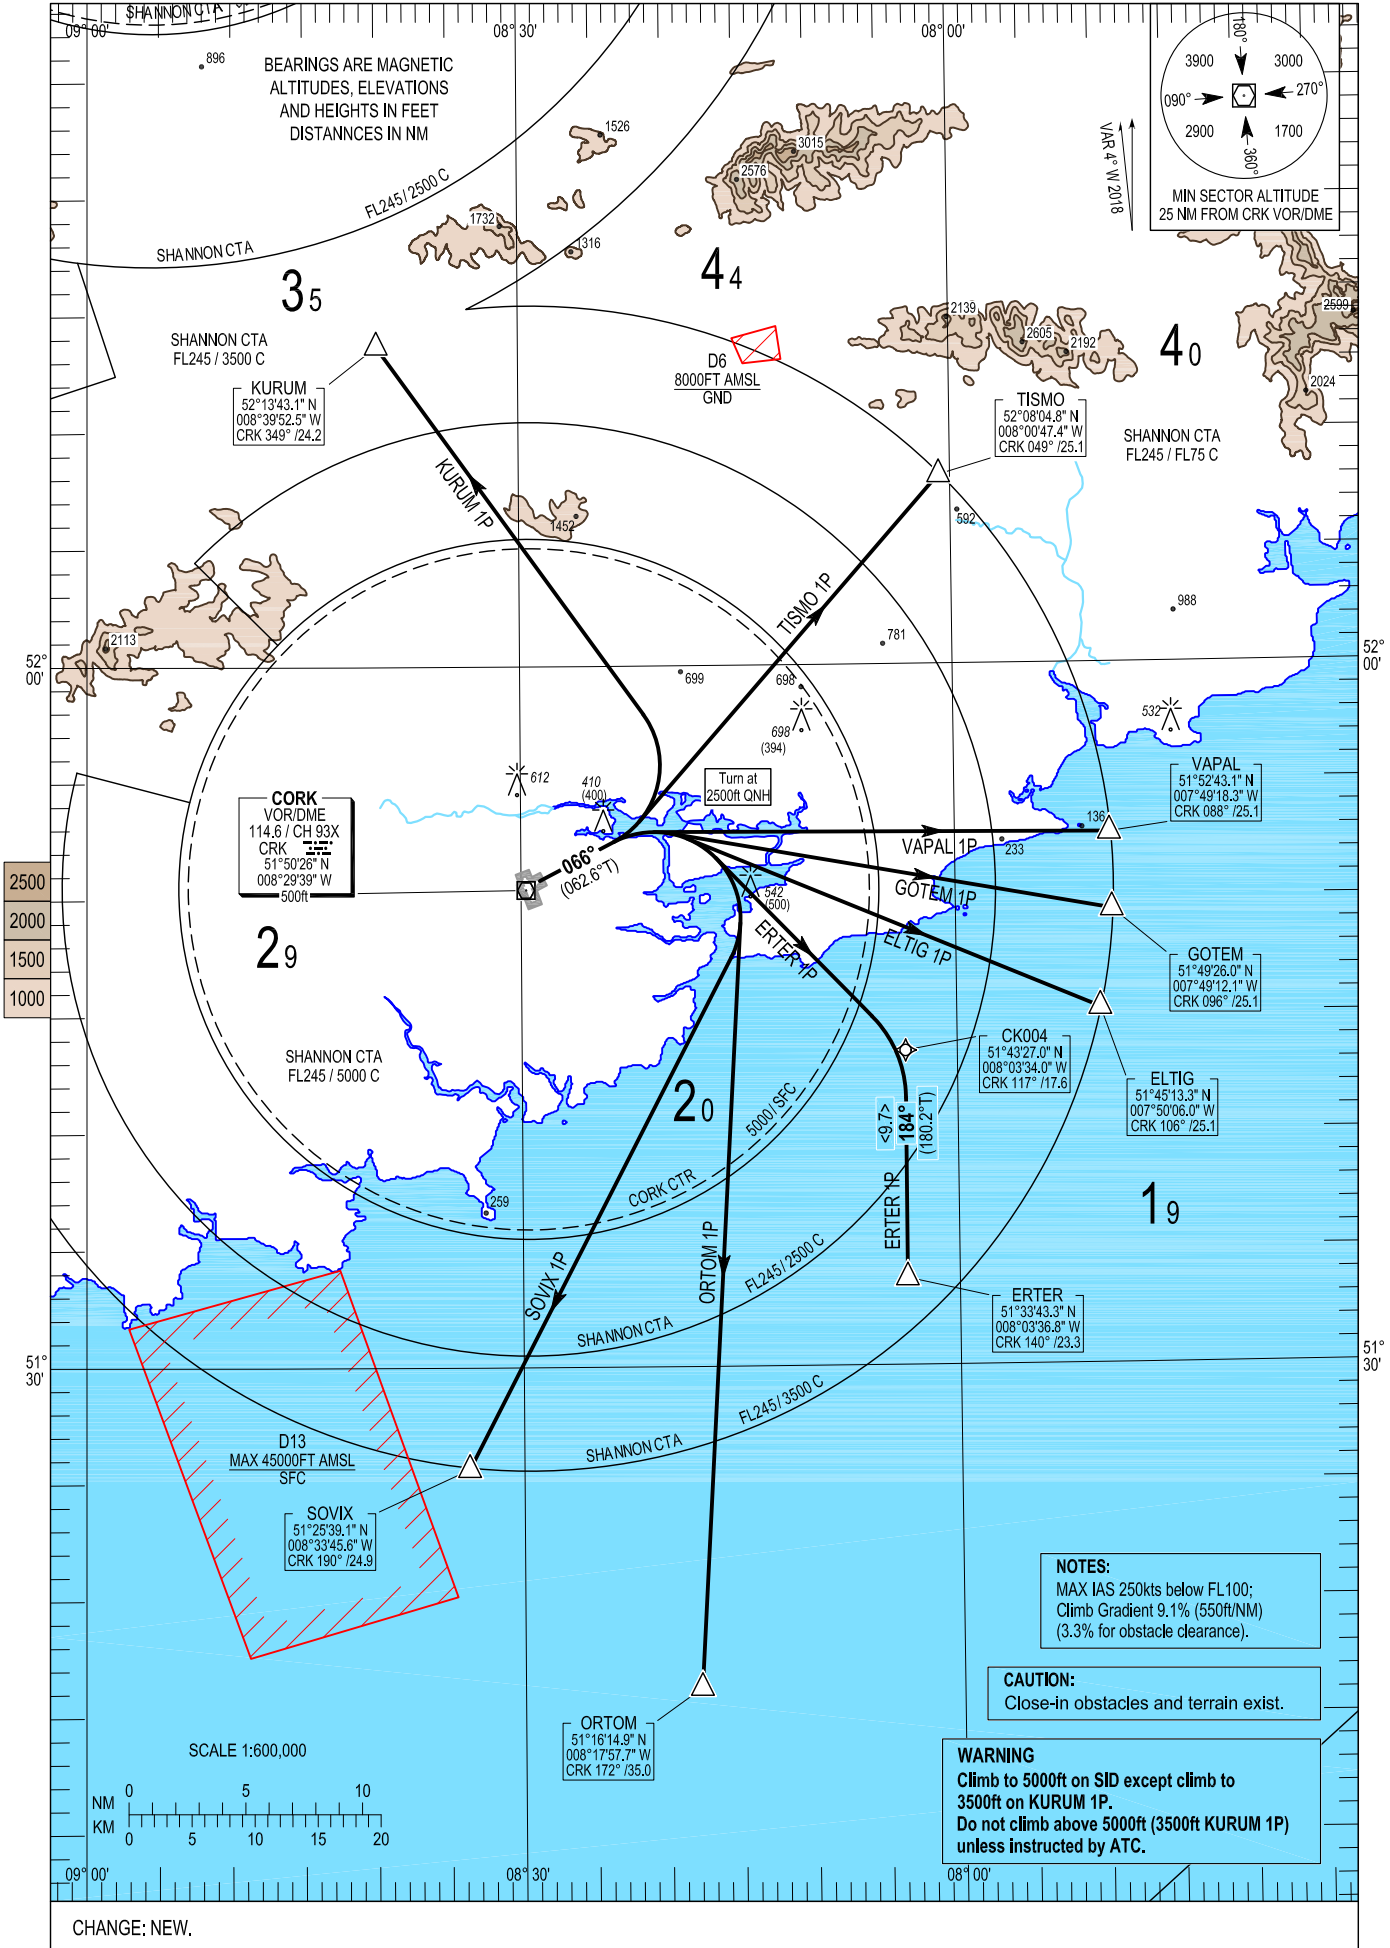 SHANNON CTA
09°00'
08°30'
08°00'
896
BEARINGS ARE MAGNETIC
ALTITUDES, ELEVATIONS
AND HEIGHTS IN FEET
DISTANNCES IN NM
180°
3900
3000
090°
270°
2900
1700
360°
MIN SECTOR ALTITUDE
25 NM FROM CRK VOR/DME
VAR 4° W 2018
1526
3015
2576
FL245 / 2500 C
1732
1316
SHANNON CTA
35
44
40
2139
2605
2192
2599
2024
SHANNON CTA
FL245 / 3500 C
KURUM
52°13'43.1" N
008°39'52.5" W
CRK 349° /24.2
D6
8000FT AMSL
GND
TISMO
52°08'04.8" N
008°00'47.4" W
CRK 049° /25.1
SHANNON CTA
FL245 / FL75 C
KURUM 1P
1452
592
TISMO 1P
988
781
2113
52°
00'
52°
00'
699
698
698
(394)
532
612
410
(400)
Turn at
2500ft QNH
VAPAL
51°52'43.1" N
007°49'18.3" W
CRK 088° /25.1
CORK
VOR/DME
114.6 / CH 93X
CRK
51°50'26" N
008°29'39" W
500ft
066°
(062.6°T)
136
233
VAPAL 1P
GOTEM 1P
542
(500)
ERTER 1P
ELTIG 1P
2500
2000
1500
1000
29
GOTEM
51°49'26.0" N
007°49'12.1" W
CRK 096° /25.1
SHANNON CTA
FL245 / 5000 C
CK004
51°43'27.0" N
008°03'34.0" W
CRK 117° /17.6
ELTIG
51°45'13.3" N
007°50'06.0" W
CRK 106° /25.1
20
5000 / SFC
<9.7>
184°
(180.2°T)
CORK CTR
259
ERTER 1P
19
SOVIX 1P
ORTOM 1P
FL245 / 2500 C
SHANNON CTA
ERTER
51°33'43.3" N
008°03'36.8" W
CRK 140° /23.3
51°
30'
51°
30'
FL245 / 3500 C
SHANNON CTA
D13
MAX 45000FT AMSL
SFC
SOVIX
51°25'39.1" N
008°33'45.6" W
CRK 190° /24.9
NOTES:
MAX IAS 250kts below FL100;
Climb Gradient 9.1% (550ft/NM)
(3.3% for obstacle clearance).
CAUTION:
Close-in obstacles and terrain exist.
ORTOM
51°16'14.9" N
008°17'57.7" W
CRK 172° /35.0
WARNING
Climb to 5000ft on SID except climb to
3500ft on KURUM 1P.
Do not climb above 5000ft (3500ft KURUM 1P)
unless instructed by ATC.
SCALE 1:600,000
NM 0 5 10
KM 0 5 10 15 20
09°00'
08°30'
08°00'
CHANGE: NEW.